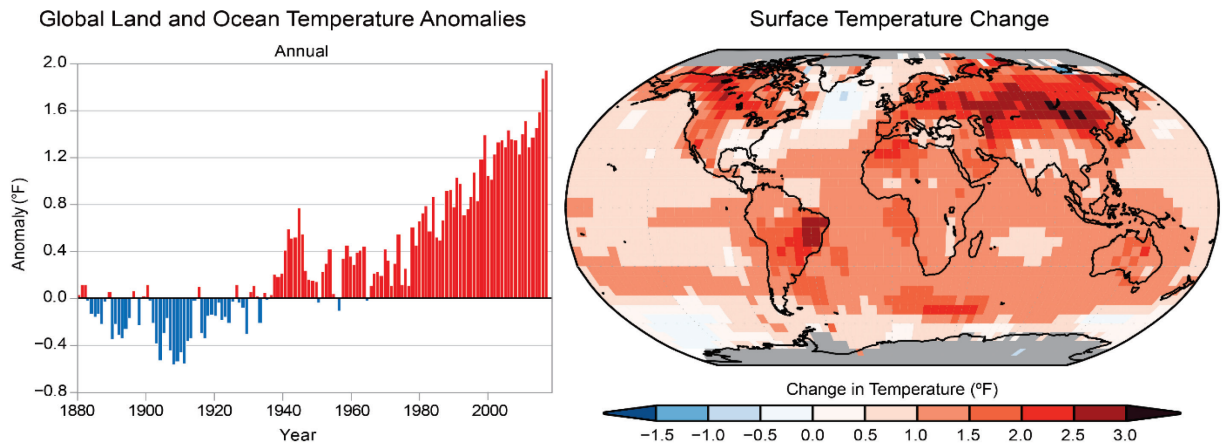 Global Land and Ocean Temperature Anomalies
Annual
2.0
1.6
1.2
0.8
0.4
0.0
−0.4
−0.8
Anomaly (°F)
1880 1900 1920 1940 1960 1980 2000
Year
Surface Temperature Change
Change in Temperature (°F)
−1.5 −1.0 −0.5 0.0 0.5 1.0 1.5 2.0 2.5 3.0